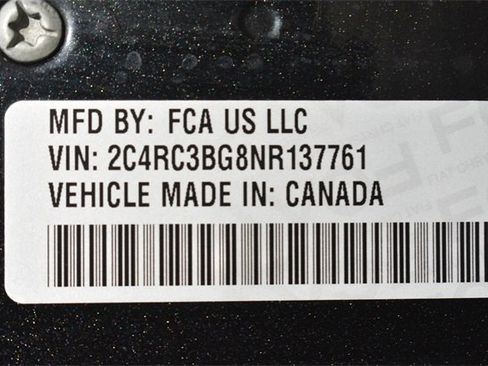 MFD BY: FCA US LLC
VIN: 2C4RC3BG8NR137761
VEHICLE MADE IN: CANADA